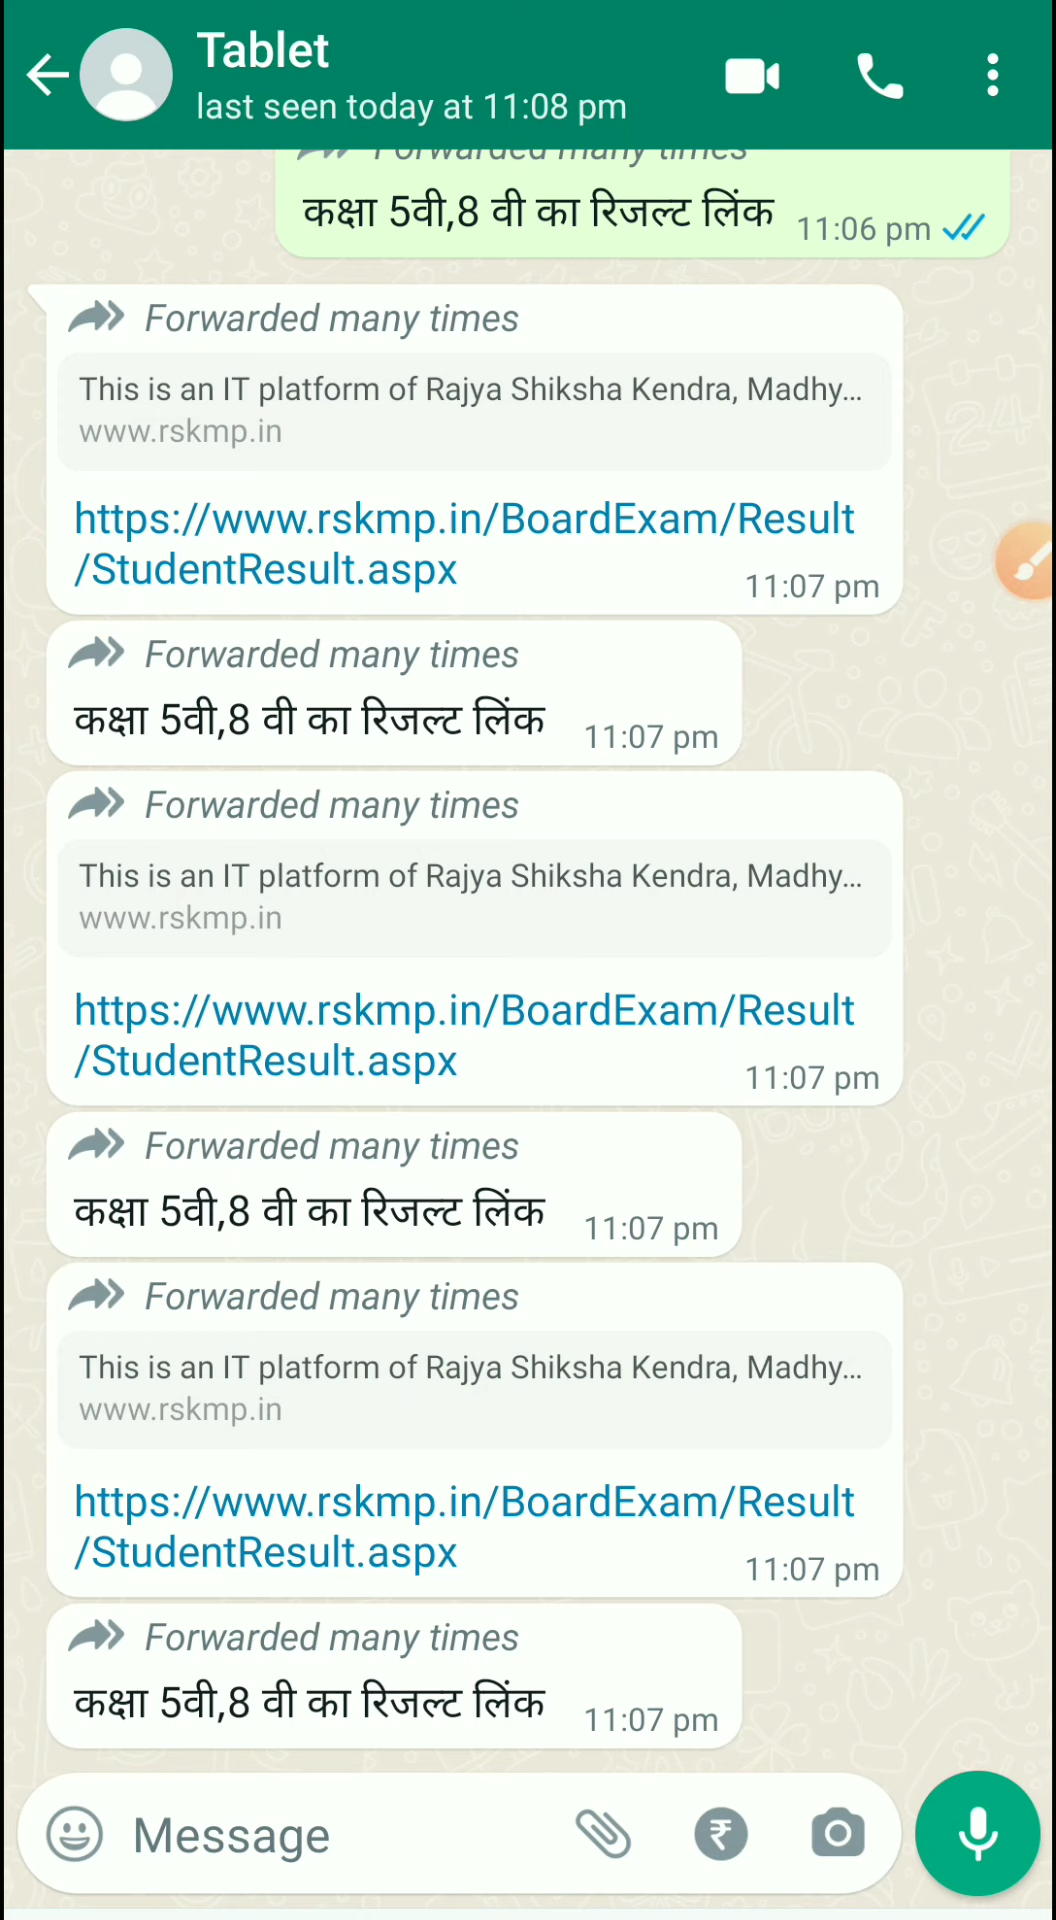 Tablet
last seen today at 11:08 pm
Forwarded many times
कक्षा 5वी,8 वी का रिजल्ट लिंक 11:06 pm
Forwarded many times
This is an IT platform of Rajya Shiksha Kendra, Madhy...
www.rskmp.in
https://www.rskmp.in/BoardExam/Result
/StudentResult.aspx 11:07 pm
Forwarded many times
कक्षा 5वी,8 वी का रिजल्ट लिंक 11:07 pm
Forwarded many times
This is an IT platform of Rajya Shiksha Kendra, Madhy...
www.rskmp.in
https://www.rskmp.in/BoardExam/Result
/StudentResult.aspx 11:07 pm
Forwarded many times
कक्षा 5वी,8 वी का रिजल्ट लिंक 11:07 pm
Forwarded many times
This is an IT platform of Rajya Shiksha Kendra, Madhy...
www.rskmp.in
https://www.rskmp.in/BoardExam/Result
/StudentResult.aspx 11:07 pm
Forwarded many times
कक्षा 5वी,8 वी का रिजल्ट लिंक 11:07 pm
Message ₹